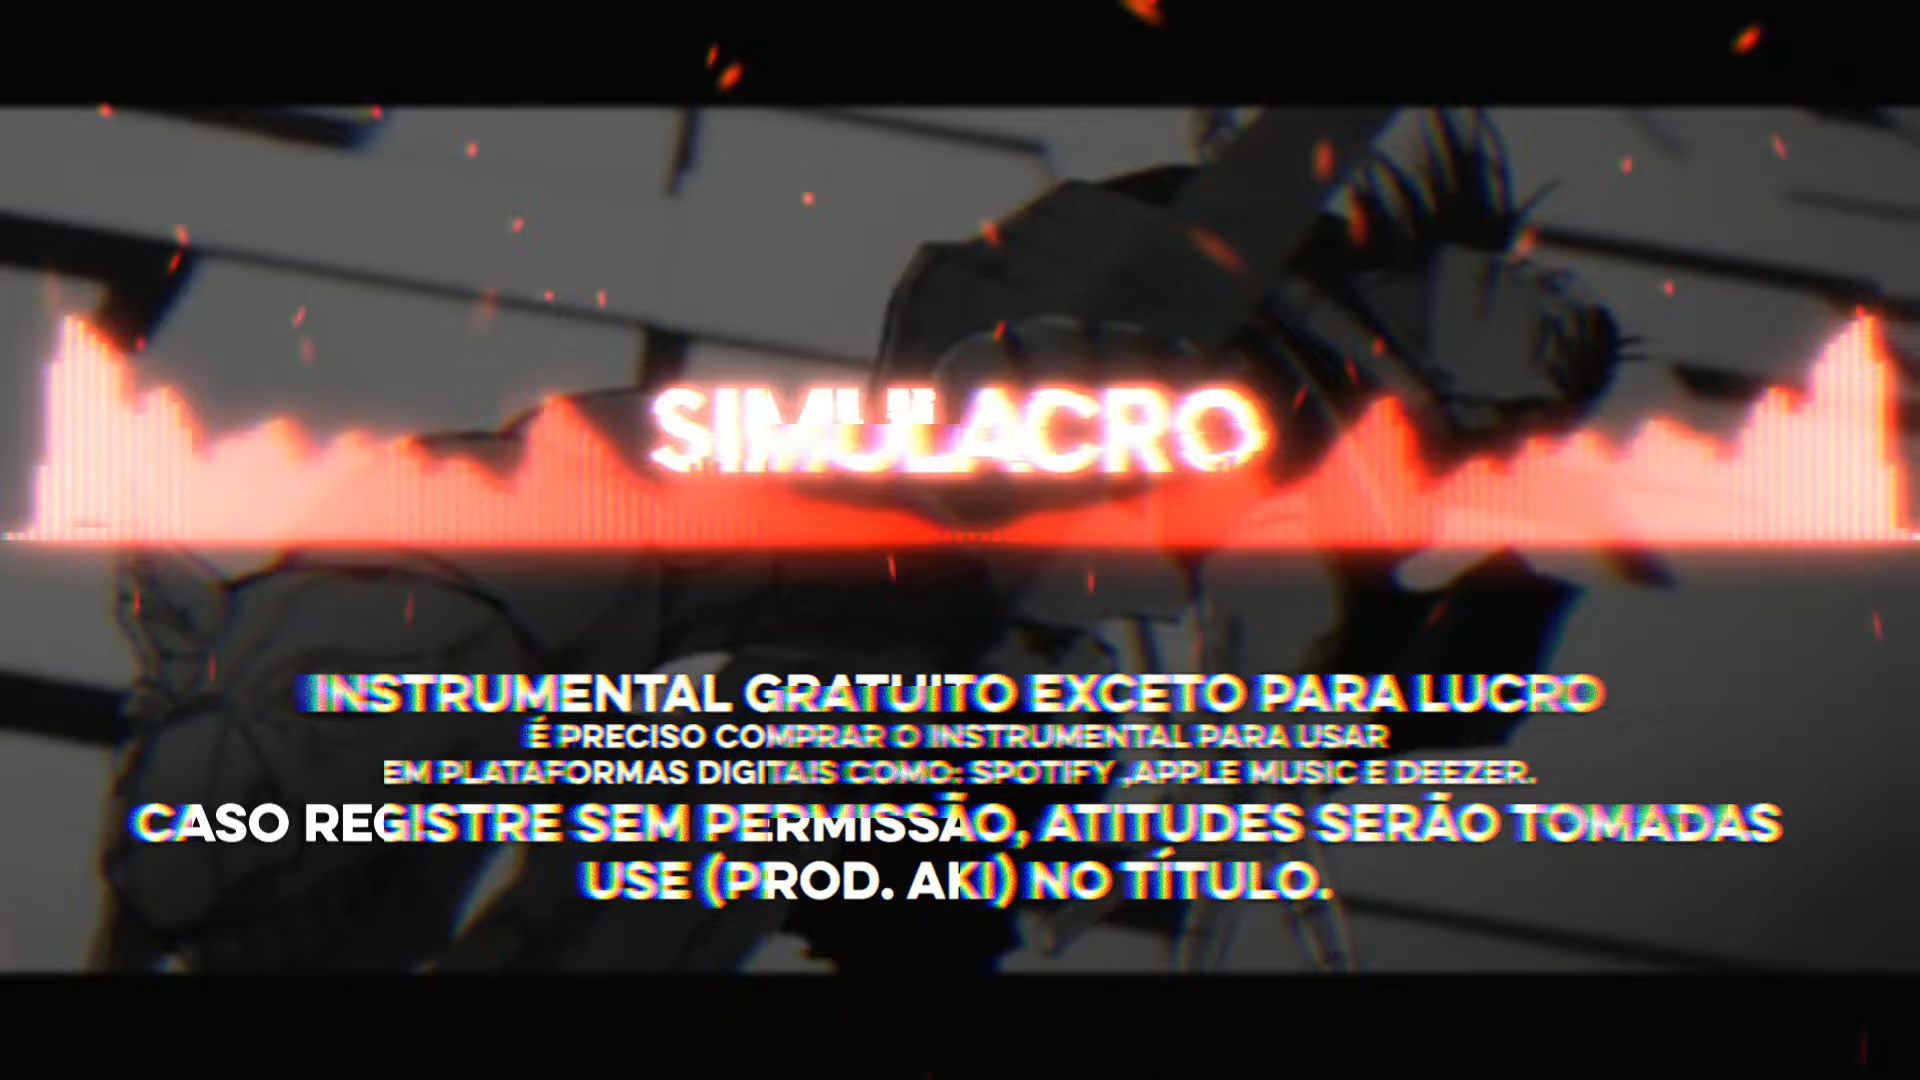 SIMULACRO
INSTRUMENTAL GRATUITO EXCETO PARA LUCRO
É PRECISO COMPRAR O INSTRUMENTAL PARA USAR
EM PLATAFORMAS DIGITAIS COMO: SPOTIFY ,APPLE MUSIC E DEEZER.
CASO REGISTRE SEM PERMISSÃO, ATITUDES SERÃO TOMADAS
USE (PROD. AKI) NO TÍTULO.